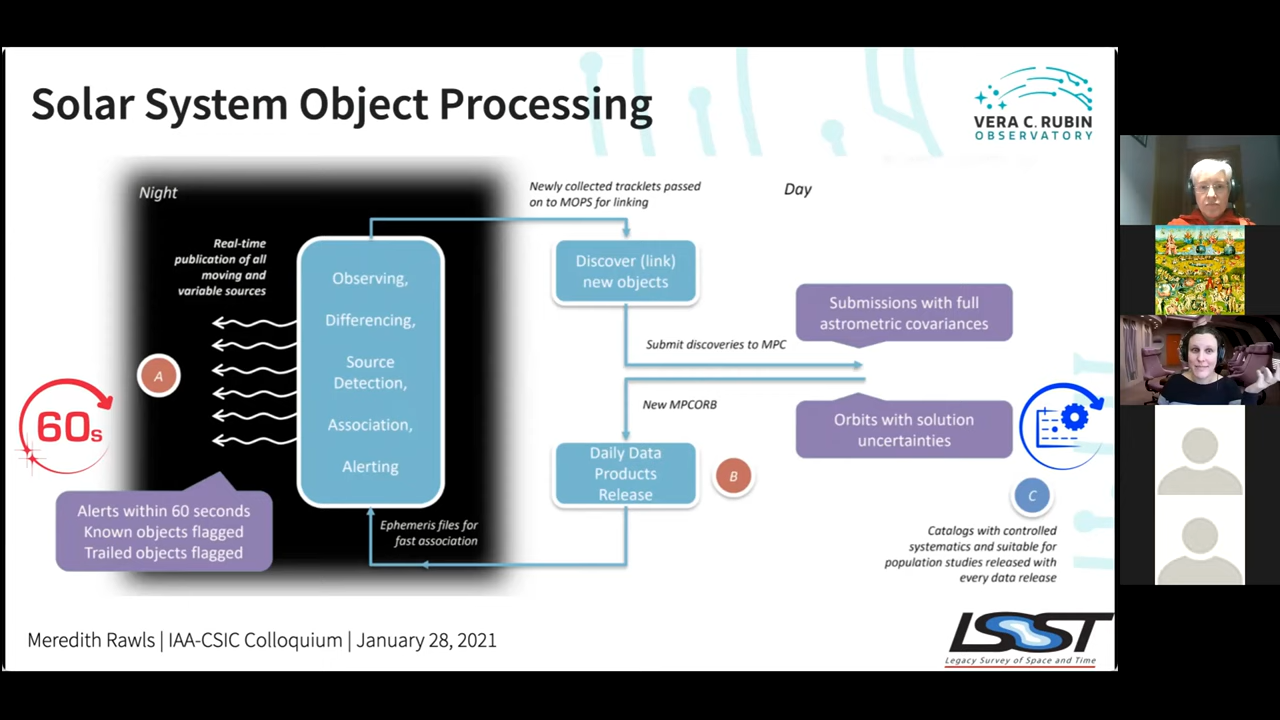 Solar System Object Processing
VERA C. RUBIN
OBSERVATORY
Night
Newly collected tracklets passed
on to MOPS for linking
Day
Real-time
publication of all
moving and
variable sources
Observing,
Differencing,
Source
Detection,
Association,
Alerting
Discover (link)
new objects
Submissions with full
astrometric covariances
Submit discoveries to MPC
A
60s
New MPCORB
Orbits with solution
uncertainties
Daily Data
Products
Release
B
C
Alerts within 60 seconds
Known objects flagged
Trailed objects flagged
Ephemeris files for
fast association
Catalogs with controlled
systematics and suitable for
population studies released with
every data release
Meredith Rawls | IAA-CSIC Colloquium | January 28, 2021
LSST
Legacy Survey of Space and Time